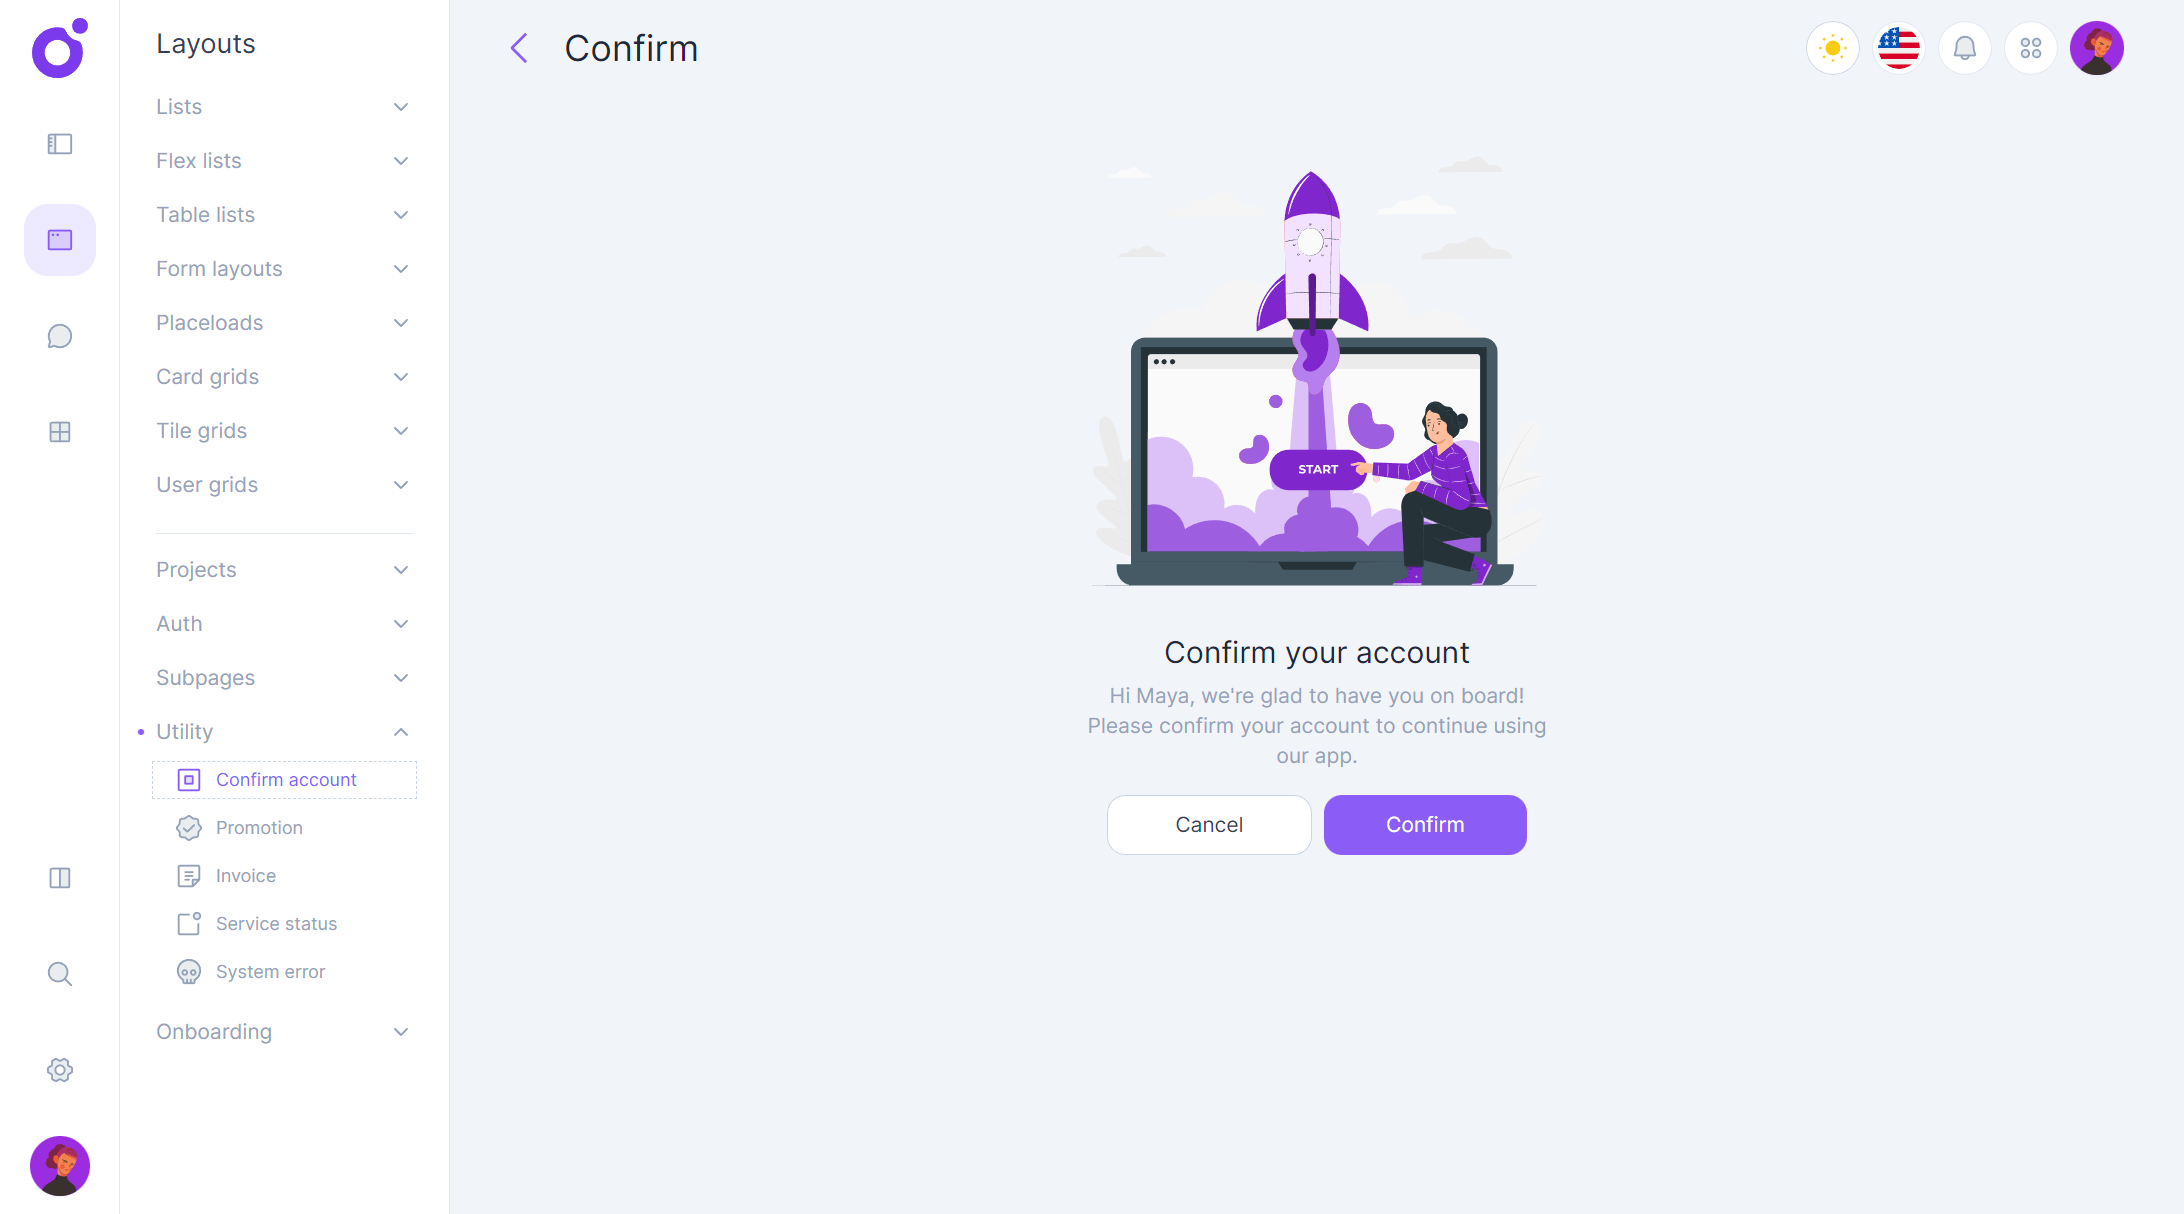 Layouts
Lists
Flex lists
Table lists
Form layouts
Placeloads
Card grids
Tile grids
User grids
Projects
Auth
Subpages
Utility
Confirm account
Promotion
Invoice
Service status
System error
Onboarding
Confirm
START
Confirm your account
Hi Maya, we're glad to have you on board!
Please confirm your account to continue using
our app.
Cancel
Confirm